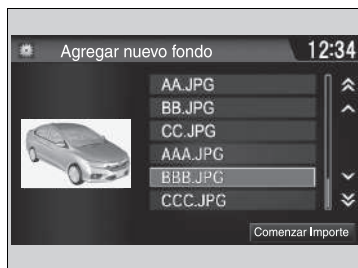 Agregar nuevo fondo
12:34
AA.JPG
BB.JPG
CC.JPG
AAA.JPG
BBB.JPG
CCC.JPG
Comenzar Importe